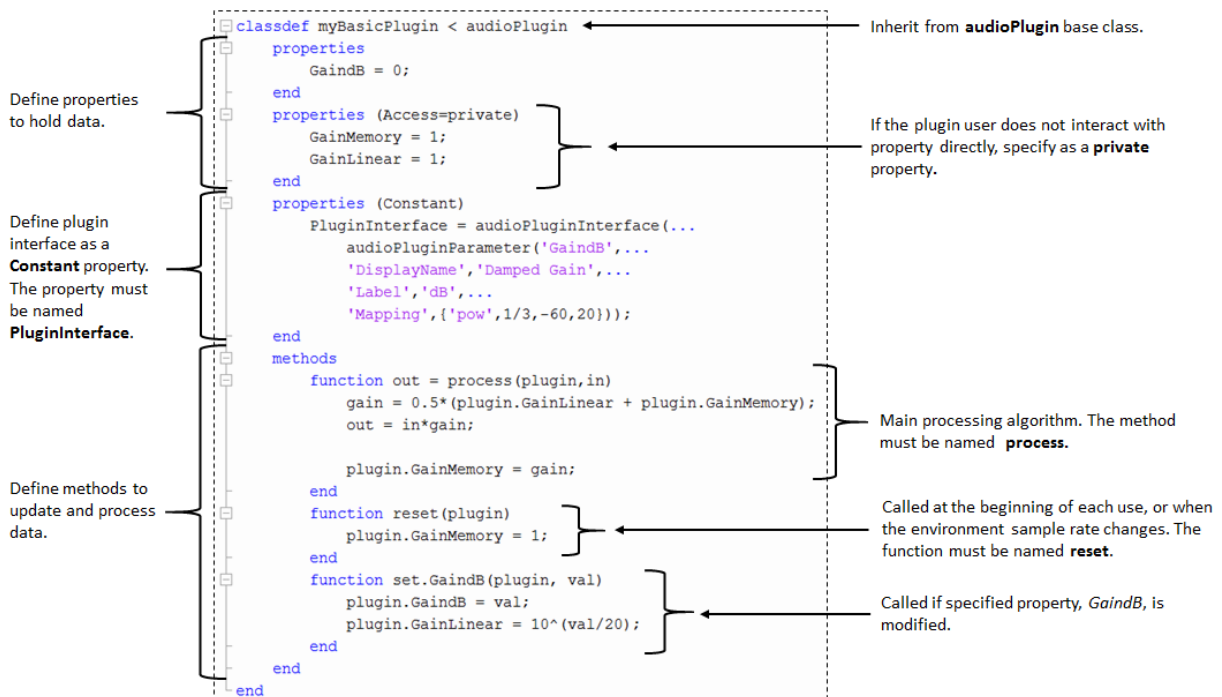 classdef myBasicPlugin < audioPlugin
properties
GaindB = 0;
end
properties (Access=private)
GainMemory = 1;
GainLinear = 1;
end
properties (Constant)
PluginInterface = audioPluginInterface(...
audioPluginParameter('GaindB',...
'DisplayName','Damped Gain',...
'Label','dB',...
'Mapping',{'pow',1/3,-60,20}));
end
methods
function out = process(plugin,in)
gain = 0.5*(plugin.GainLinear + plugin.GainMemory);
out = in*gain;
plugin.GainMemory = gain;
end
function reset(plugin)
plugin.GainMemory = 1;
end
function set.GaindB(plugin, val)
plugin.GaindB = val;
plugin.GainLinear = 10^(val/20);
end
end
end
Define properties
to hold data.
Define plugin
interface as a
Constant property.
The property must
be named
PluginInterface.
Define methods to
update and process
data.
Inherit from audioPlugin base class.
If the plugin user does not interact with
property directly, specify as a private
property.
Main processing algorithm. The method
must be named process.
Called at the beginning of each use, or when
the environment sample rate changes. The
function must be named reset.
Called if specified property, GaindB, is
modified.